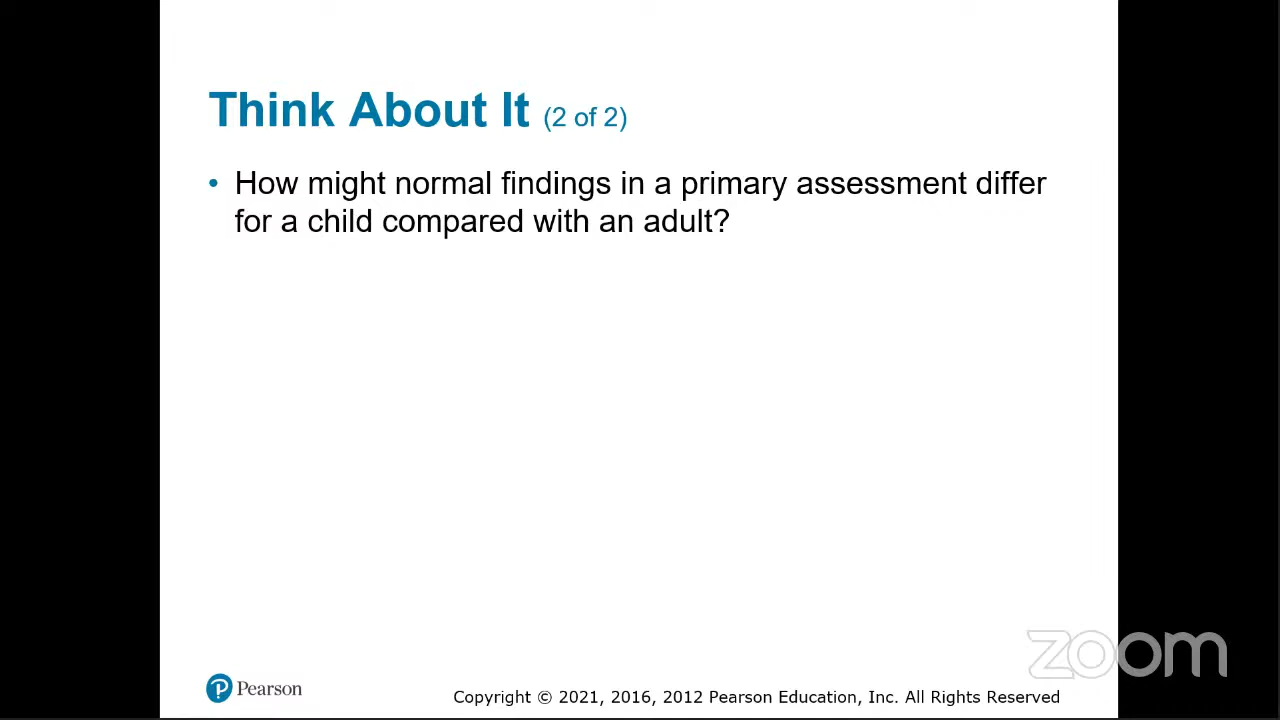 Think About It (2 of 2)
• How might normal findings in a primary assessment differ
for a child compared with an adult?
zoom
Pearson
Copyright © 2021, 2016, 2012 Pearson Education, Inc. All Rights Reserved